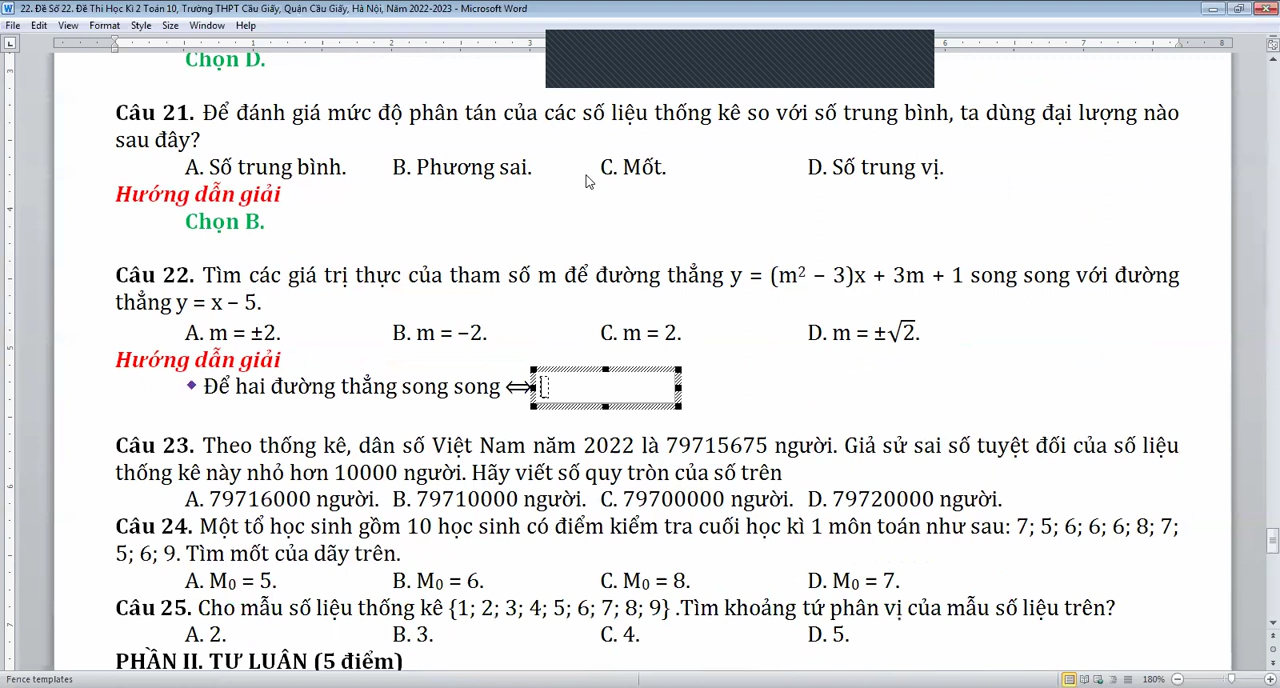 22. Đề Số 22. Đề Thi Học Kì 2 Toán 10, Trường THPT Cầu Giấy, Quận Cầu Giấy, Hà Nội, Năm 2022-2023 - Microsoft Word
File Edit View Format Style Size Window Help
1 2 3 6 7 8
Chọn D.
Câu 21. Để đánh giá mức độ phân tán của các số liệu thống kê so với số trung bình, ta dùng đại lượng nào
sau đây?
A. Số trung bình. B. Phương sai. C. Mốt. D. Số trung vị.
Hướng dẫn giải
Chọn B.
Câu 22. Tìm các giá trị thực của tham số m để đường thẳng y = (m² − 3)x + 3m + 1 song song với đường
thẳng y = x – 5.
A. m = ±2. B. m = −2. C. m = 2. D. m = ±√2.
Hướng dẫn giải
◆ Để hai đường thẳng song song ⇔
Câu 23. Theo thống kê, dân số Việt Nam năm 2022 là 79715675 người. Giả sử sai số tuyệt đối của số liệu
thống kê này nhỏ hơn 10000 người. Hãy viết số quy tròn của số trên
A. 79716000 người. B. 79710000 người. C. 79700000 người. D. 79720000 người.
Câu 24. Một tổ học sinh gồm 10 học sinh có điểm kiểm tra cuối học kì 1 môn toán như sau: 7; 5; 6; 6; 6; 8; 7;
5; 6; 9. Tìm mốt của dãy trên.
A. M₀ = 5. B. M₀ = 6. C. M₀ = 8. D. M₀ = 7.
Câu 25. Cho mẫu số liệu thống kê {1; 2; 3; 4; 5; 6; 7; 8; 9} .Tìm khoảng tứ phân vị của mẫu số liệu trên?
A. 2. B. 3. C. 4. D. 5.
PHẦN II. TỰ LUẬN (5 điểm)
Fence templates 180%